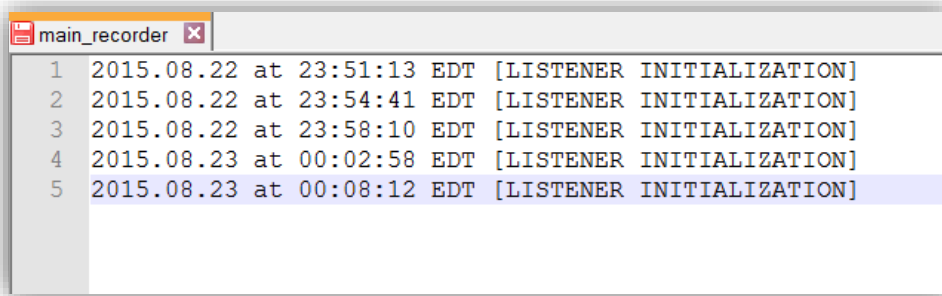 main_recorder
1 2015.08.22 at 23:51:13 EDT [LISTENER INITIALIZATION]
2 2015.08.22 at 23:54:41 EDT [LISTENER INITIALIZATION]
3 2015.08.22 at 23:58:10 EDT [LISTENER INITIALIZATION]
4 2015.08.23 at 00:02:58 EDT [LISTENER INITIALIZATION]
5 2015.08.23 at 00:08:12 EDT [LISTENER INITIALIZATION]